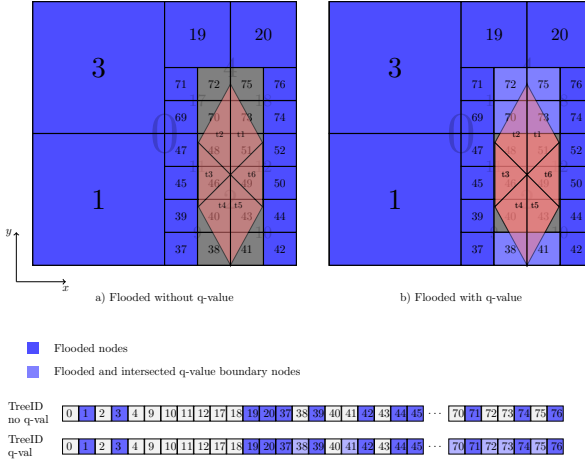 19 20 19 20
3 4 3
71 72 75 76 71 72 75 76
17 18
69 70 73 74 69 70 73 74
0 t2 t1 0 t2 t1
47 48 51 52 47 48 51 52
t3 t6 t3 t6
45 46 49 50 45 46 49 50
1 1
t4 t5 t4 t5
39 40 43 44 39 40 43 44
37 38 41 42 37 38 41 42
y
x
a) Flooded without q-value b) Flooded with q-value
Flooded nodes
Flooded and intersected q-value boundary nodes
TreeID
no q-val
0 1 2 3 4 9 10 11 12 17 18 19 20 37 38 39 40 41 42 44 45 ··· 70 71 72 73 74 75 76
TreeID
q-val
0 1 2 3 4 9 10 11 12 17 18 19 20 37 38 39 40 41 42 44 45 ··· 70 71 72 73 74 75 76